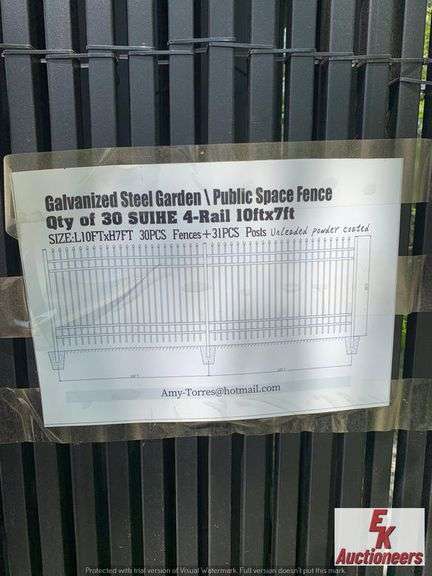 Galvanized Steel Garden \ Public Space Fence
Qty of 30 SUIHE 4-Rail 10ftx7ft
SIZE:L10FTxH7FT 30PCS Fences+31PCS Posts Unleaded powder coated
Amy-Torres@hotmail.com
EK
Auctioneers
Protected with trial version of Visual Watermark. Full version doesn't put this mark.